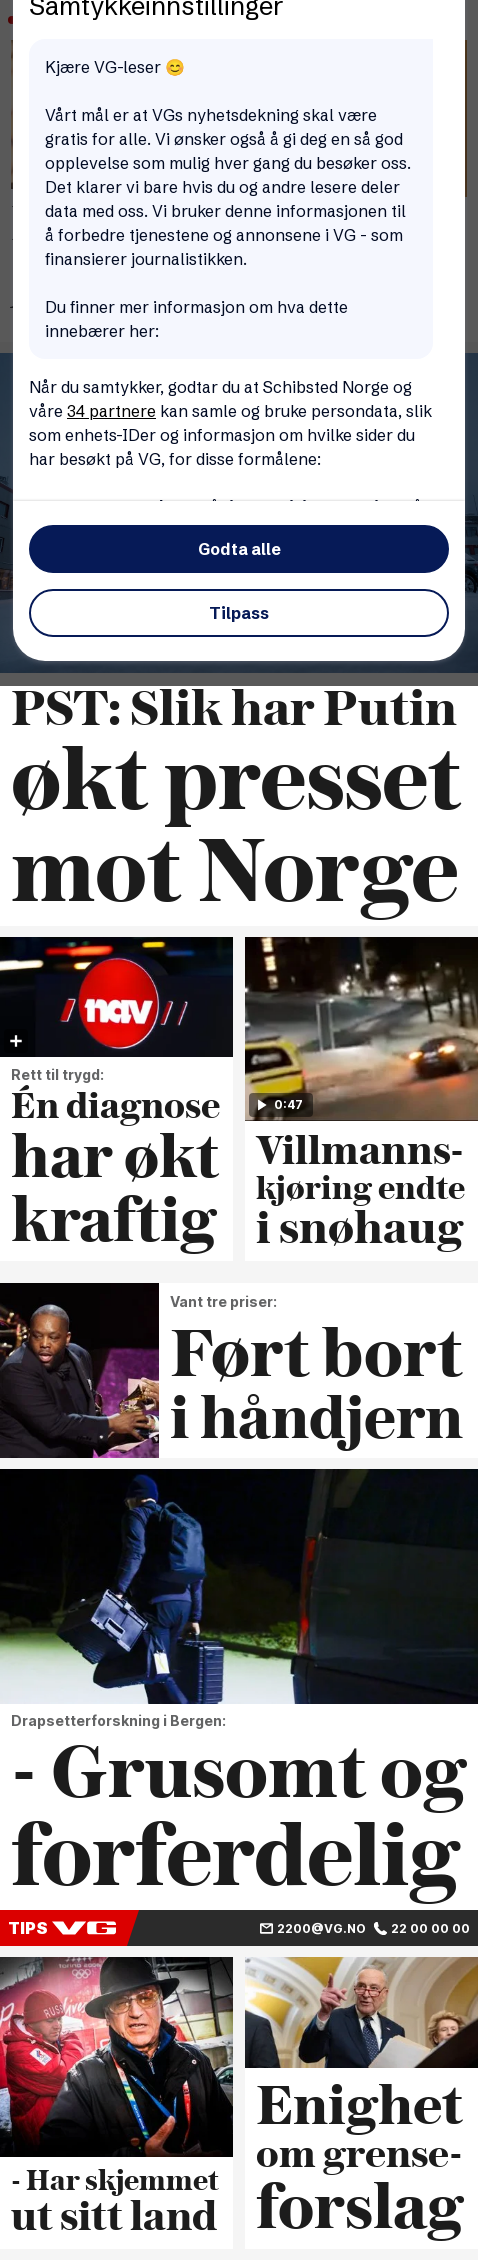 Samtykkeinnstillinger
Kjære VG-leser 😊
Vårt mål er at VGs nyhetsdekning skal være
gratis for alle. Vi ønsker også å gi deg en så god
opplevelse som mulig hver gang du besøker oss.
Det klarer vi bare hvis du og andre lesere deler
data med oss. Vi bruker denne informasjonen til
å forbedre tjenestene og annonsene i VG - som
finansierer journalistikken.
Du finner mer informasjon om hva dette
innebærer her:
Når du samtykker, godtar du at Schibsted Norge og
våre 34 partnere kan samle og bruke persondata, slik
som enhets-IDer og informasjon om hvilke sider du
har besøkt på VG, for disse formålene:
Godta alle
Tilpass
PST: Slik har Putin
økt presset
mot Norge
nav
Rett til trygd:
Én diagnose
har økt
kraftig
0:47
Villmanns-
kjøring endte
i snøhaug
Vant tre priser:
Ført bort
i håndjern
Drapsetterforskning i Bergen:
- Grusomt og
forferdelig
TIPS VG
2200@VG.NO 22 00 00 00
- Har skjemmet
ut sitt land
Enighet
om grense-
forslag